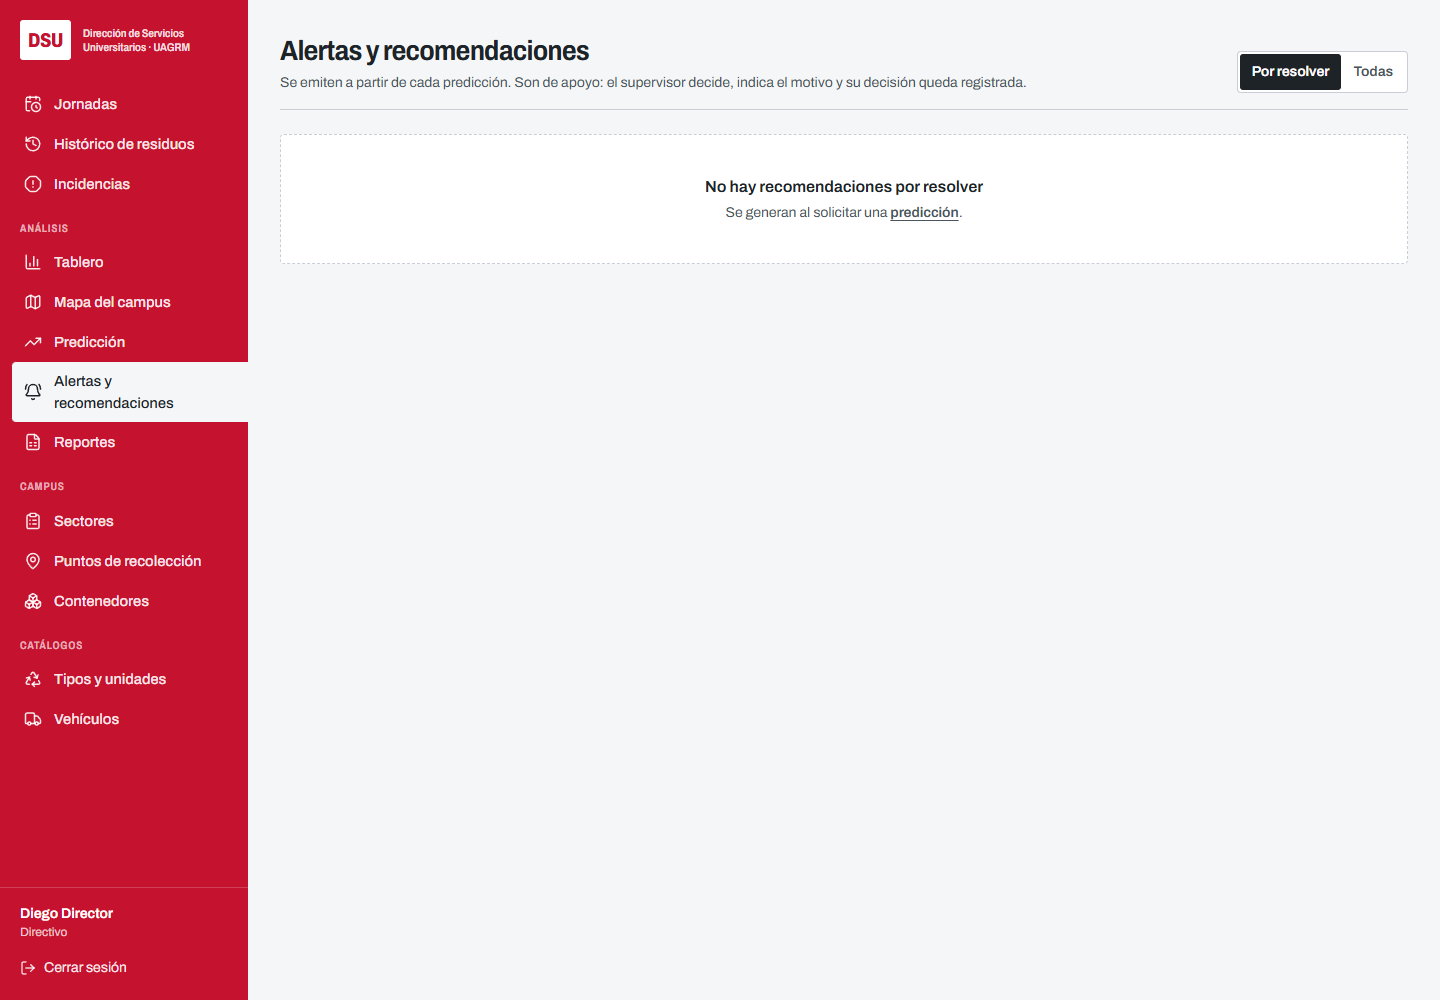 DSU
Dirección de Servicios
Universitarios · UAGRM
Jornadas
Histórico de residuos
Incidencias
ANÁLISIS
Tablero
Mapa del campus
Predicción
Alertas y
recomendaciones
Reportes
CAMPUS
Sectores
Puntos de recolección
Contenedores
CATÁLOGOS
Tipos y unidades
Vehículos
Diego Director
Directivo
Cerrar sesión
Alertas y recomendaciones
Se emiten a partir de cada predicción. Son de apoyo: el supervisor decide, indica el motivo y su decisión queda registrada.
Por resolver
Todas
No hay recomendaciones por resolver
Se generan al solicitar una predicción.